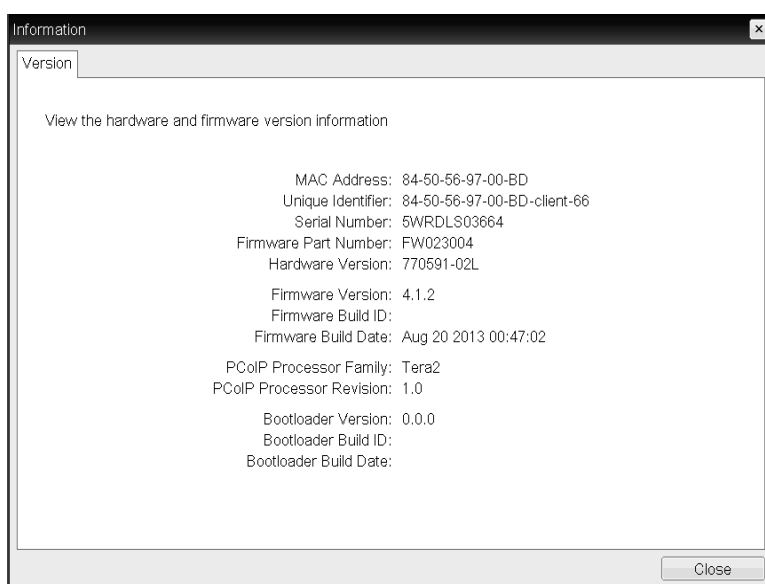 Information
Version
View the hardware and firmware version information
MAC Address: 84-50-56-97-00-BD
Unique Identifier: 84-50-56-97-00-BD-client-66
Serial Number: 5WRDLS03664
Firmware Part Number: FW023004
Hardware Version: 770591-02L
Firmware Version: 4.1.2
Firmware Build ID:
Firmware Build Date: Aug 20 2013 00:47:02
PCoIP Processor Family: Tera2
PCoIP Processor Revision: 1.0
Bootloader Version: 0.0.0
Bootloader Build ID:
Bootloader Build Date:
Close